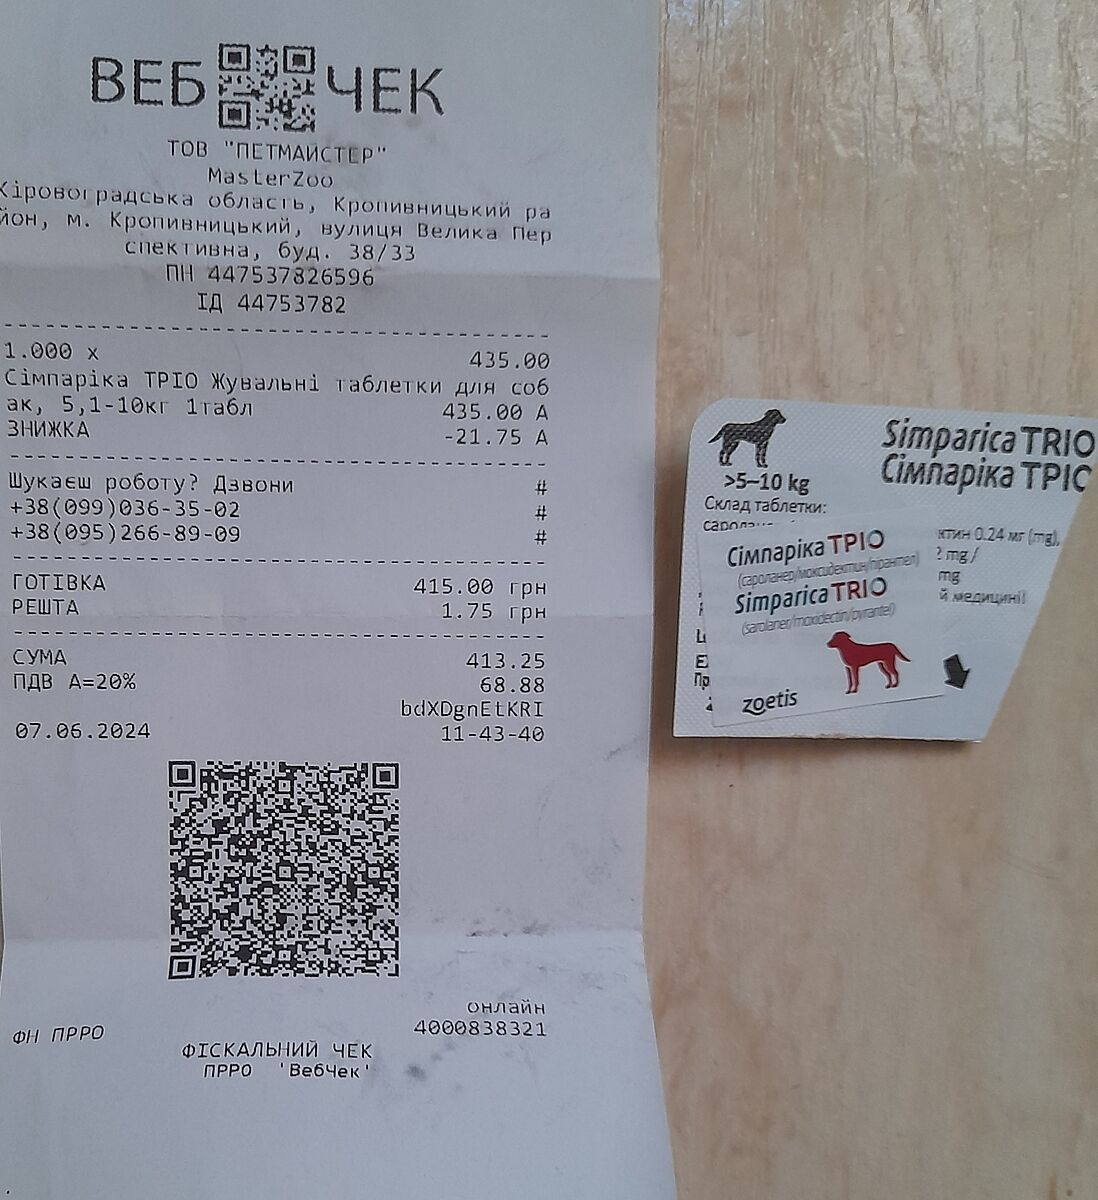 ВЕБ ЧЕК
ТОВ "ПЕТМАЙСТЕР"
MasterZoo
Кіровоградська область, Кропивницький ра
йон, м. Кропивницький, вулиця Велика Пер
спективна, буд. 38/33
ПН 447537826596
ІД 44753782
1.000 x 435.00
Сімпаріка ТРІО Жувальні таблетки для соб
ак, 5,1-10кг 1табл 435.00 А
ЗНИЖКА -21.75 А
Шукаєш роботу? Дзвони #
+38(099)036-35-02 #
+38(095)266-89-09 #
ГОТІВКА 415.00 грн
РЕШТА 1.75 грн
СУМА 413.25
ПДВ А=20% 68.88
bdXDgnEtKRI
07.06.2024 11-43-40
онлайн
ФН ПРРО 4000838321
ФІСКАЛЬНИЙ ЧЕК
ПРРО 'ВебЧек'
Simparica TRIO
Сімпаріка ТРІО
>5–10 kg
Склад таблетки:
0.24 мг (mg),
mg /
mg
й медицині!
Сімпаріка ТРІО
(сароланер/моксидектин/пірантел)
Simparica TRIO
(sarolaner/moxidectin/pyrantel)
zoetis